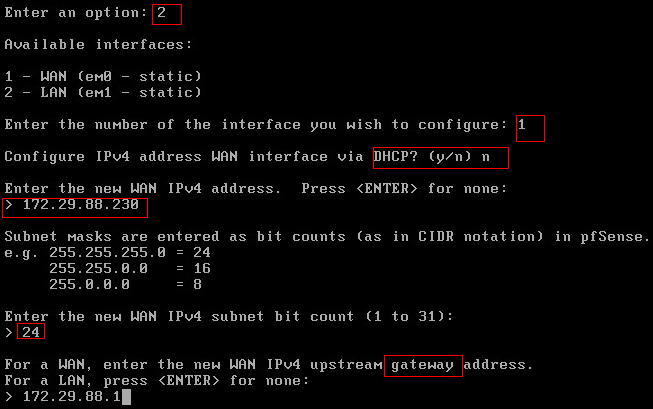 Enter an option: 2
Available interfaces:
1 - WAN (em0 - static)
2 - LAN (em1 - static)
Enter the number of the interface you wish to configure: 1
Configure IPv4 address WAN interface via DHCP? (y/n) n
Enter the new WAN IPv4 address.  Press <ENTER> for none:
> 172.29.88.230
Subnet masks are entered as bit counts (as in CIDR notation) in pfSense.
e.g. 255.255.255.0 = 24
     255.255.0.0   = 16
     255.0.0.0     = 8
Enter the new WAN IPv4 subnet bit count (1 to 31):
> 24
For a WAN, enter the new WAN IPv4 upstream gateway address.
For a LAN, press <ENTER> for none:
> 172.29.88.1